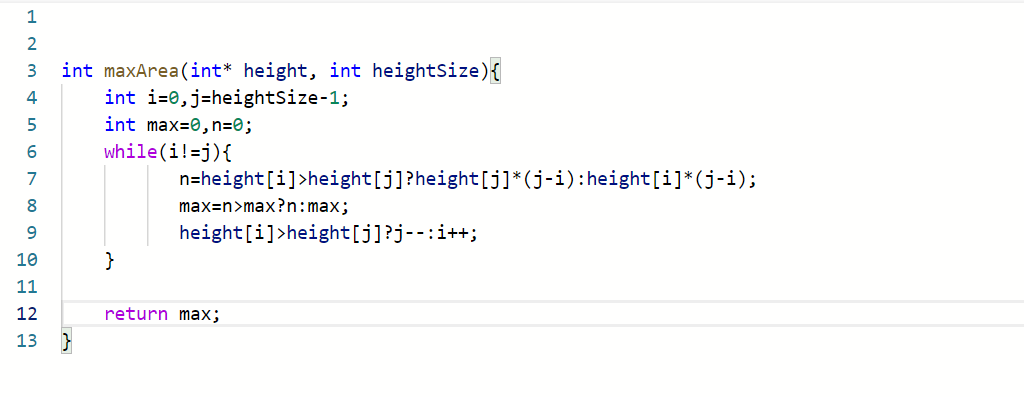 1
2
3 int maxArea(int* height, int heightSize){
4 int i=0,j=heightSize-1;
5 int max=0,n=0;
6 while(i!=j){
7 n=height[i]>height[j]?height[j]*(j-i):height[i]*(j-i);
8 max=n>max?n:max;
9 height[i]>height[j]?j--:i++;
10 }
11
12 return max;
13 }